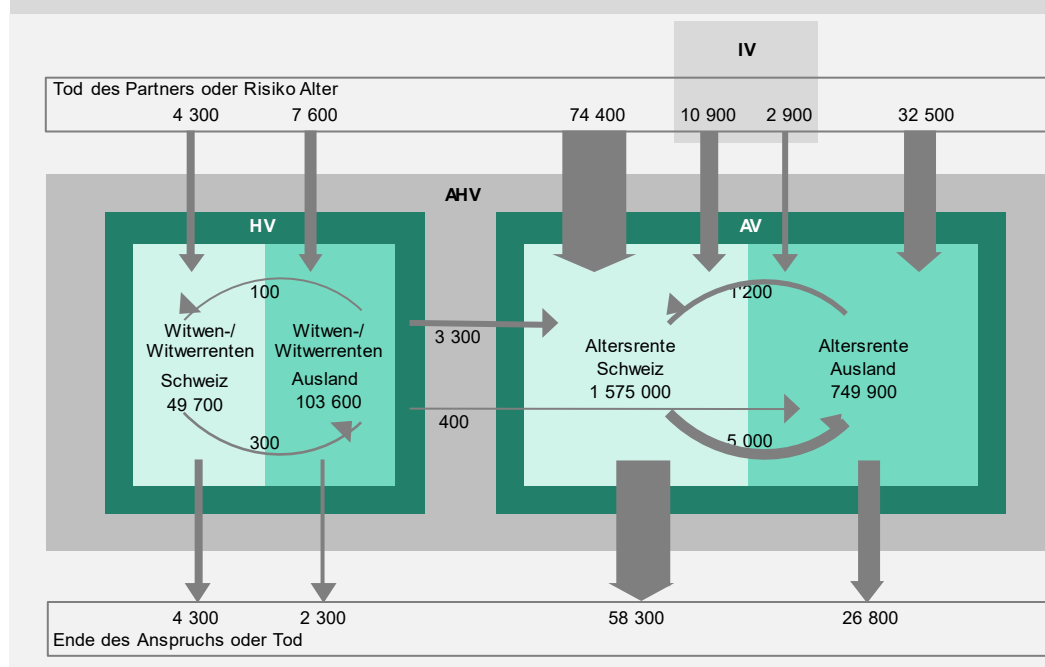 IV
Tod des Partners oder Risiko Alter
4 300 7 600 74 400 10 900 2 900 32 500
AHV
HV AV
100 1'200
3 300
Witwen-/ Witwen-/
Witwerrenten Witwerrenten
Schweiz Ausland
49 700 103 600
Altersrente Altersrente
Schweiz Ausland
1 575 000 749 900
400
300 5 000
4 300 2 300 58 300 26 800
Ende des Anspruchs oder Tod